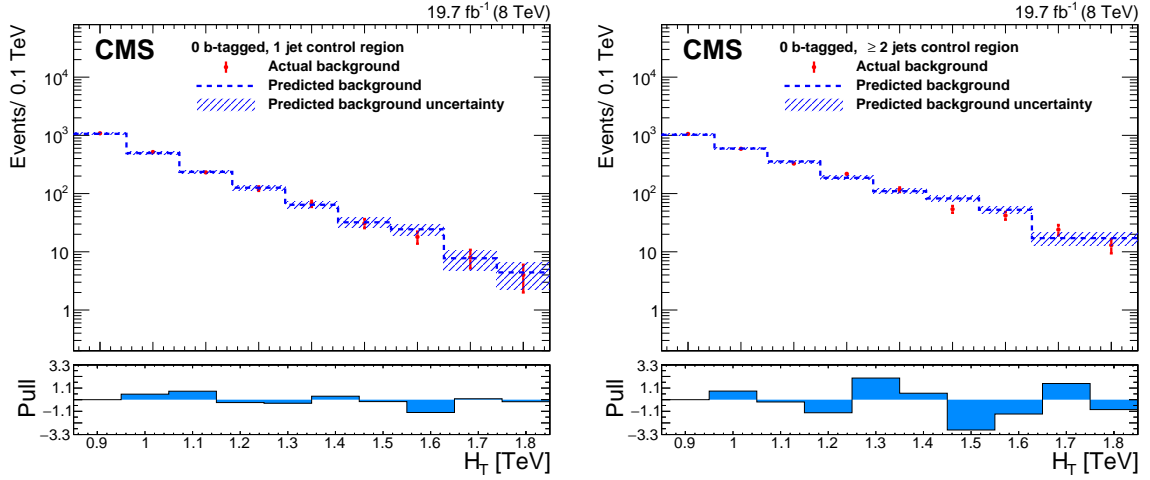 19.7 fb⁻¹ (8 TeV)
CMS
0 b-tagged, 1 jet control region
Actual background
Predicted background
Predicted background uncertainty
Events/ 0.1 TeV
10⁴
10³
10²
10
1
Pull
3.3
1.1
−1.1
−3.3
0.9 1 1.1 1.2 1.3 1.4 1.5 1.6 1.7 1.8
H_T [TeV]
19.7 fb⁻¹ (8 TeV)
CMS
0 b-tagged, ≥ 2 jets control region
Actual background
Predicted background
Predicted background uncertainty
Events/ 0.1 TeV
10⁴
10³
10²
10
1
Pull
3.3
1.1
−1.1
−3.3
0.9 1 1.1 1.2 1.3 1.4 1.5 1.6 1.7 1.8
H_T [TeV]